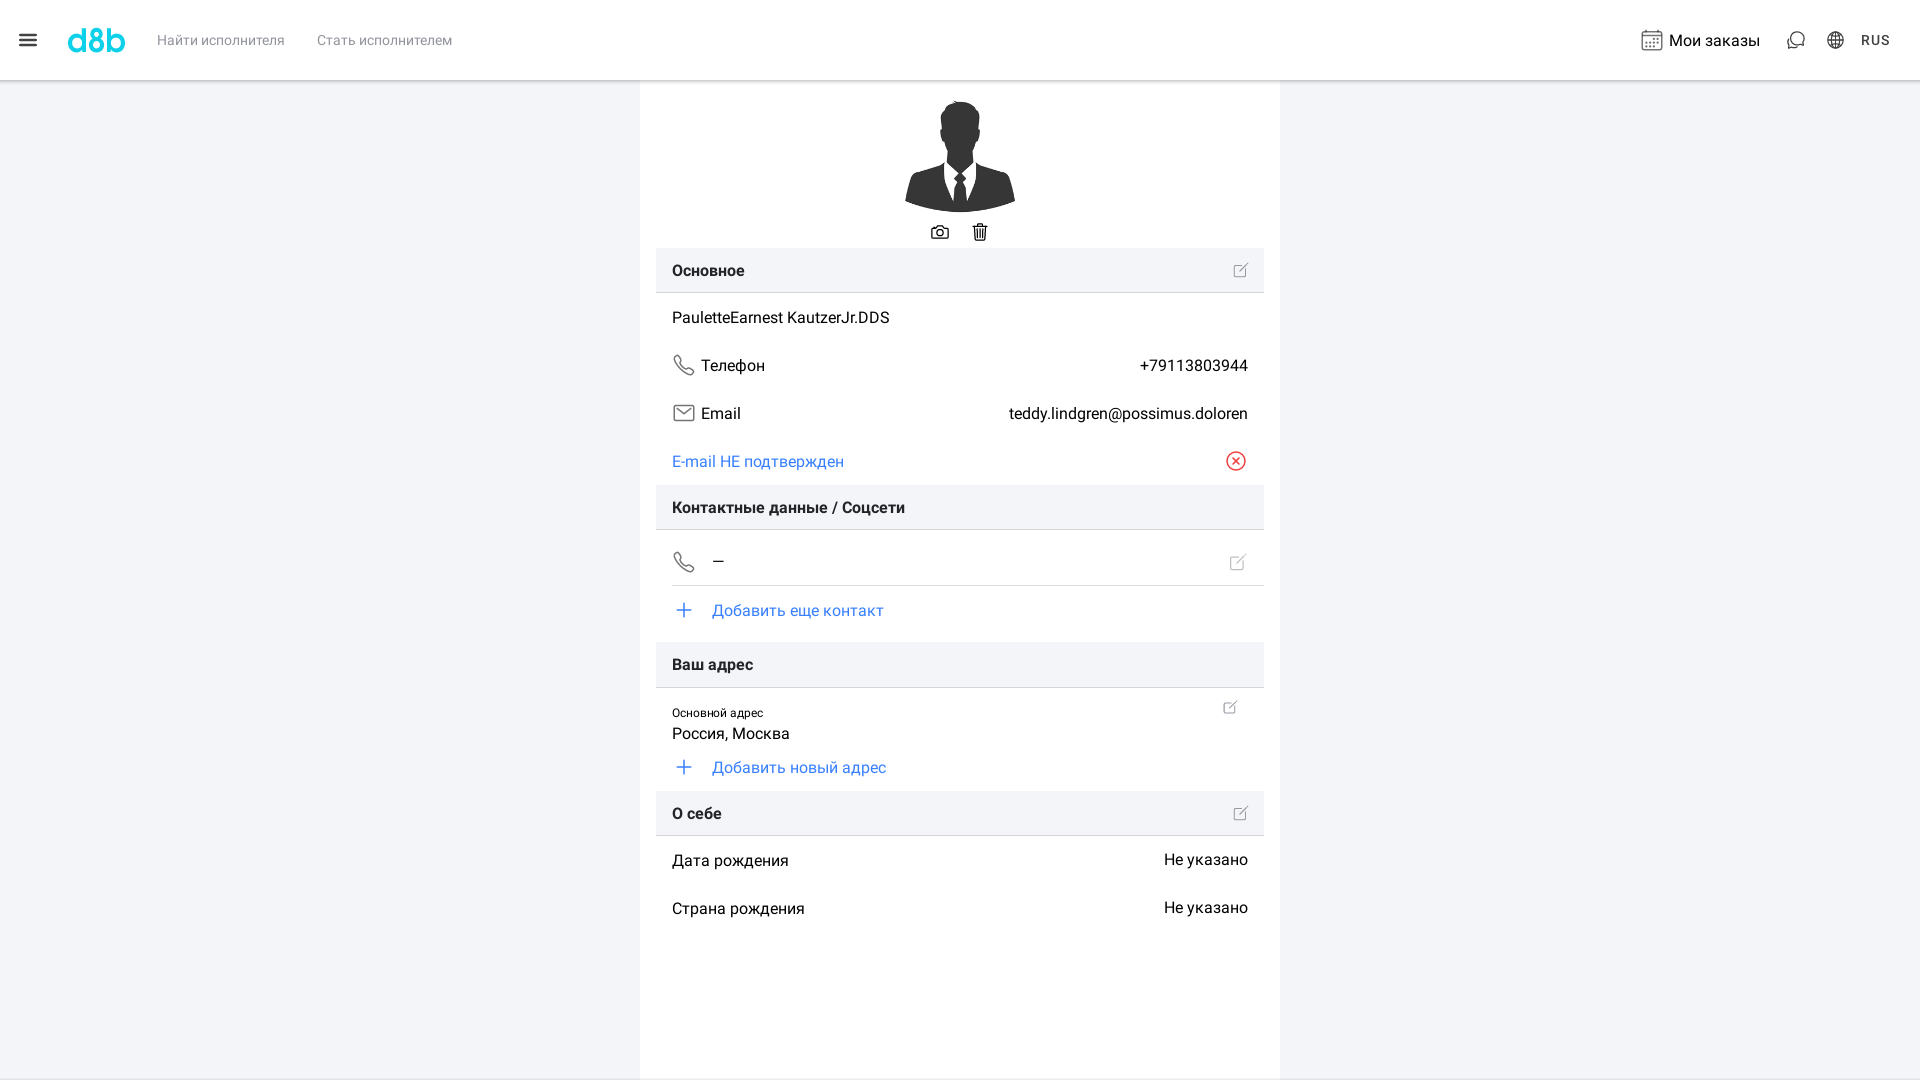 d8b
Найти исполнителя
Стать исполнителем
Мои заказы
RUS
Основное
PauletteEarnest KautzerJr.DDS
Телефон
+79113803944
Email
teddy.lindgren@possimus.doloren
E-mail НЕ подтвержден
Контактные данные / Соцсети
—
Добавить еще контакт
Ваш адрес
Основной адрес
Россия, Москва
Добавить новый адрес
О себе
Дата рождения
Не указано
Страна рождения
Не указано